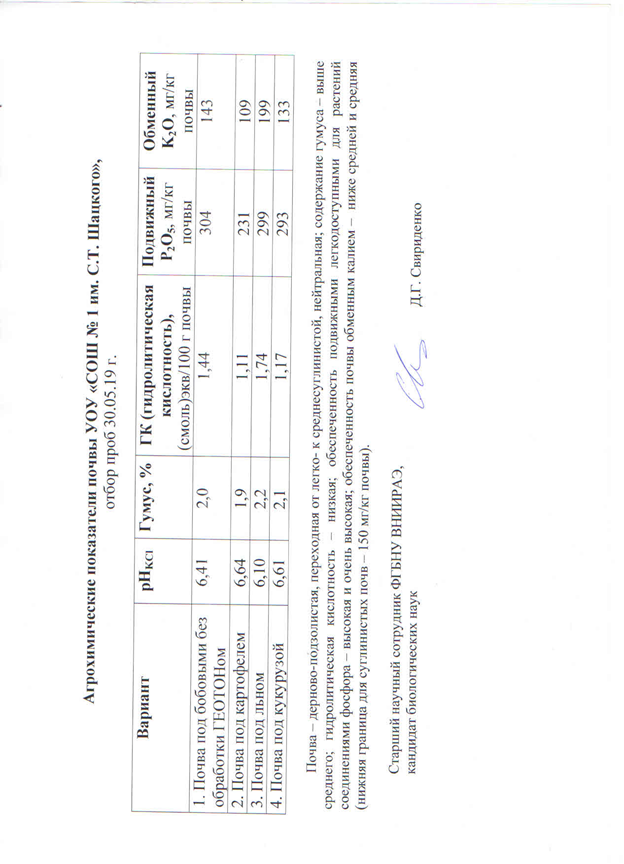 Агрохимические показатели почвы УОУ «СОШ № 1 им. С.Т. Шацкого»,
отбор проб 30.05.19 г.
Вариант | pHKCl | Гумус, % | ГК (гидролитическая кислотность), (смоль)экв/100 г почвы | Подвижный P2O5, мг/кг почвы | Обменный K2O, мг/кг почвы
1. Почва под бобовыми без обработки ГЕОТОНом | 6,41 | 2,0 | 1,44 | 304 | 143
2. Почва под картофелем | 6,64 | 1,9 | 1,11 | 231 | 109
3. Почва под льном | 6,10 | 2,2 | 1,74 | 299 | 199
4. Почва под кукурузой | 6,61 | 2,1 | 1,17 | 293 | 133
Почва – дерново-подзолистая, переходная от легко- к среднесуглинистой, нейтральная; содержание гумуса – выше
среднего; гидролитическая кислотность – низкая; обеспеченность подвижными легкодоступными для растений
соединениями фосфора – высокая и очень высокая; обеспеченность почвы обменным калием – ниже средней и средняя
(нижняя граница для суглинистых почв – 150 мг/кг почвы).
Старший научный сотрудник ФГБНУ ВНИИРАЭ,
кандидат биологических наук
Д.Г. Свириденко